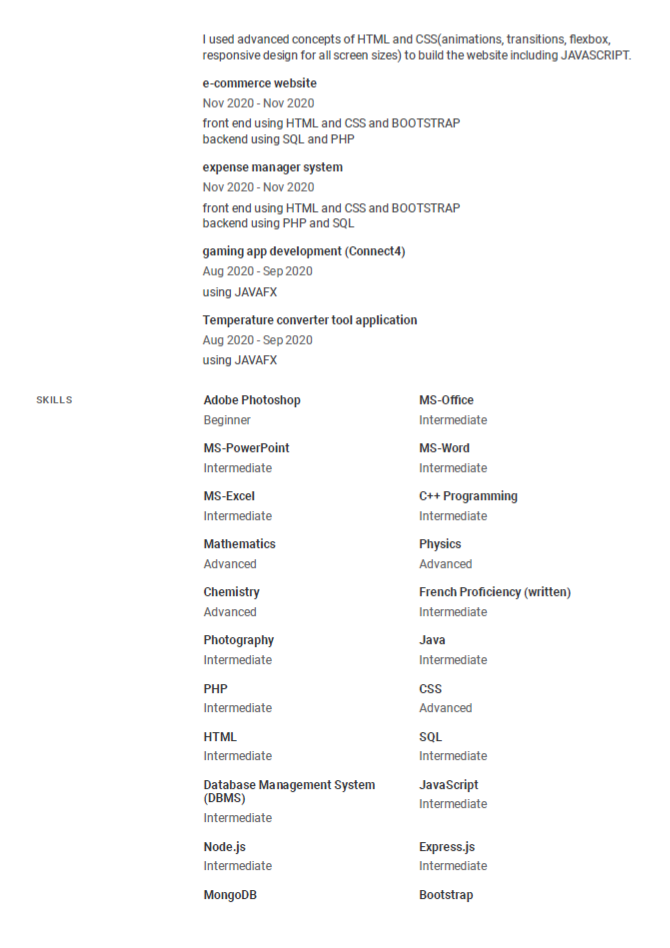 I used advanced concepts of HTML and CSS(animations, transitions, flexbox,
responsive design for all screen sizes) to build the website including JAVASCRIPT.
e-commerce website
Nov 2020 - Nov 2020
front end using HTML and CSS and BOOTSTRAP
backend using SQL and PHP
expense manager system
Nov 2020 - Nov 2020
front end using HTML and CSS and BOOTSTRAP
backend using PHP and SQL
gaming app development (Connect4)
Aug 2020 - Sep 2020
using JAVAFX
Temperature converter tool application
Aug 2020 - Sep 2020
using JAVAFX
SKILLS
Adobe Photoshop
Beginner
MS-Office
Intermediate
MS-PowerPoint
Intermediate
MS-Word
Intermediate
MS-Excel
Intermediate
C++ Programming
Intermediate
Mathematics
Advanced
Physics
Advanced
Chemistry
Advanced
French Proficiency (written)
Intermediate
Photography
Intermediate
Java
Intermediate
PHP
Intermediate
CSS
Advanced
HTML
Intermediate
SQL
Intermediate
Database Management System
(DBMS)
Intermediate
JavaScript
Intermediate
Node.js
Intermediate
Express.js
Intermediate
MongoDB
Bootstrap